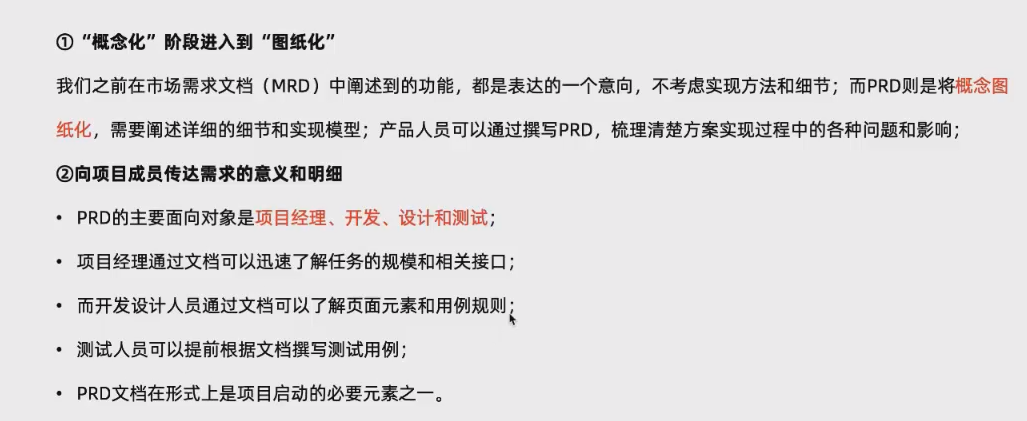 ①“概念化”阶段进入到“图纸化”
我们之前在市场需求文档（MRD）中阐述到的功能，都是表达的一个意向，不考虑实现方法和细节；而PRD则是将概念图
纸化，需要阐述详细的细节和实现模型；产品人员可以通过撰写PRD，梳理清楚方案实现过程中的各种问题和影响；
②向项目成员传达需求的意义和明细
• PRD的主要面向对象是项目经理、开发、设计和测试；
• 项目经理通过文档可以迅速了解任务的规模和相关接口；
• 而开发设计人员通过文档可以了解页面元素和用例规则；
• 测试人员可以提前根据文档撰写测试用例；
• PRD文档在形式上是项目启动的必要元素之一。